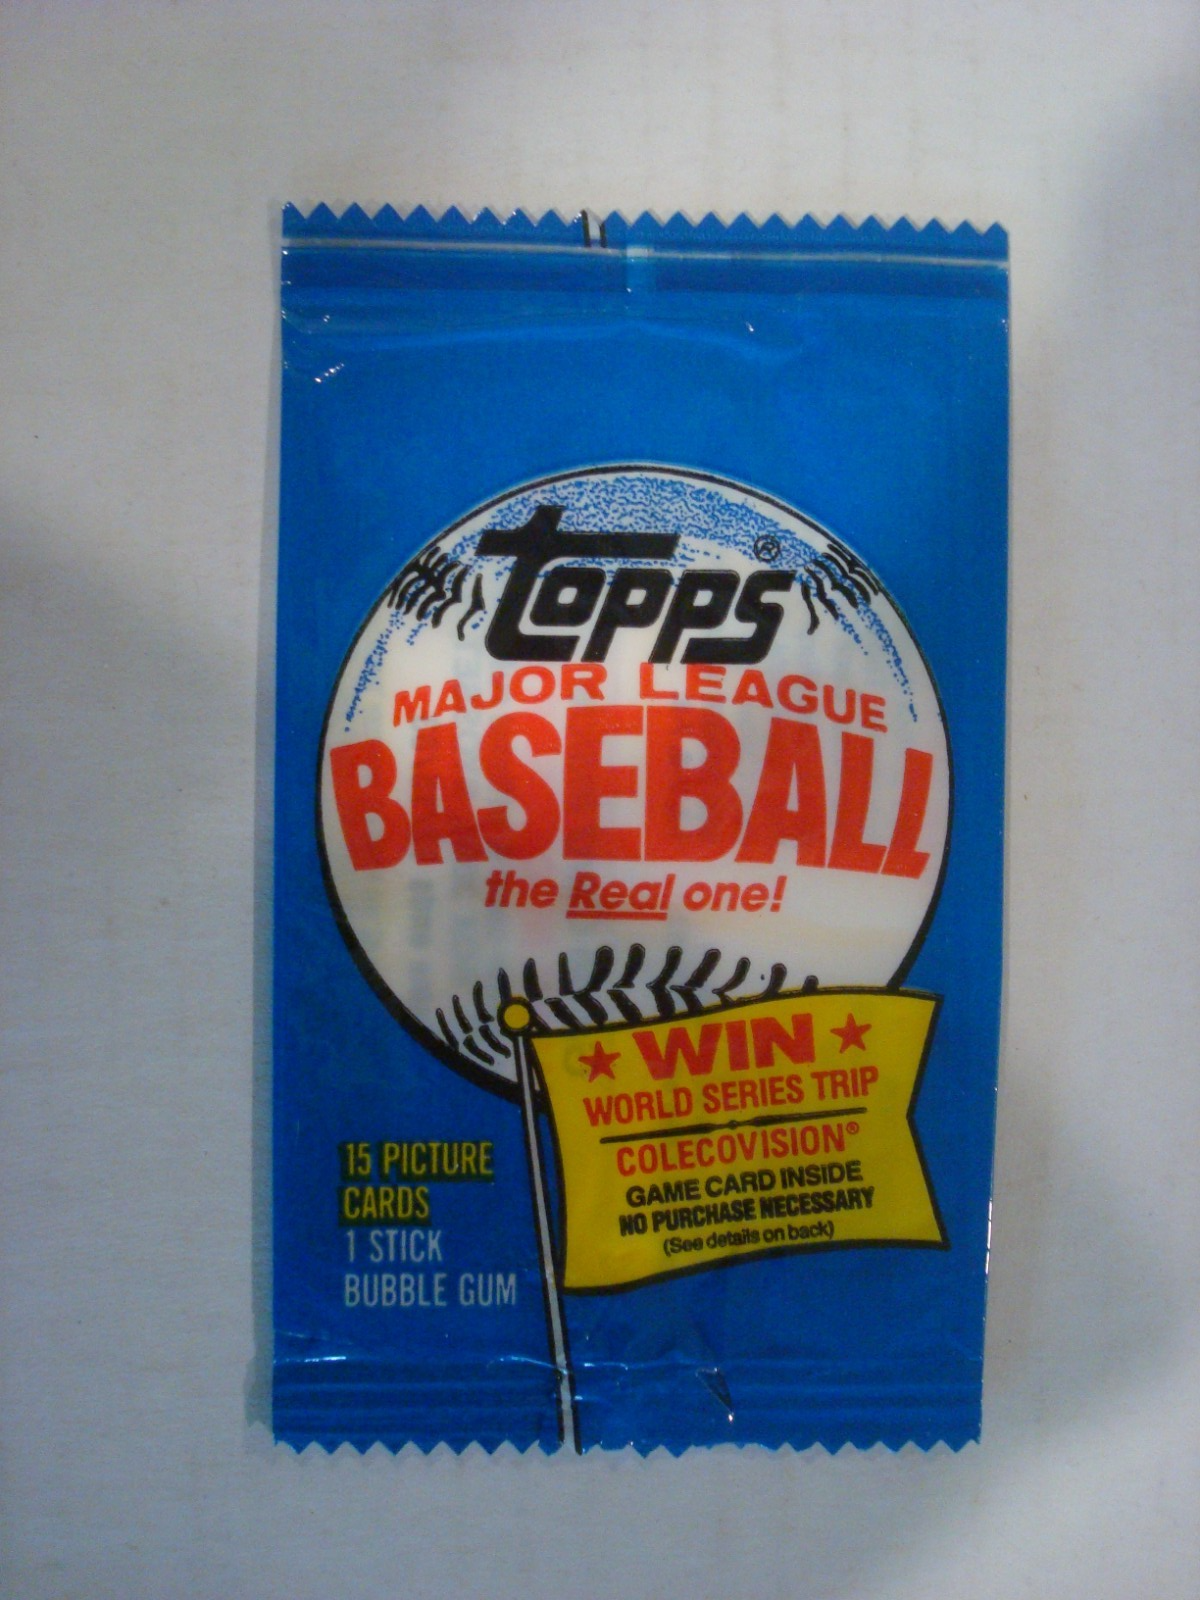 topps®
MAJOR LEAGUE
BASEBALL
the Real one!
★ WIN ★
WORLD SERIES TRIP
COLECOVISION®
GAME CARD INSIDE
NO PURCHASE NECESSARY
(See details on back)
15 PICTURE
CARDS
1 STICK
BUBBLE GUM